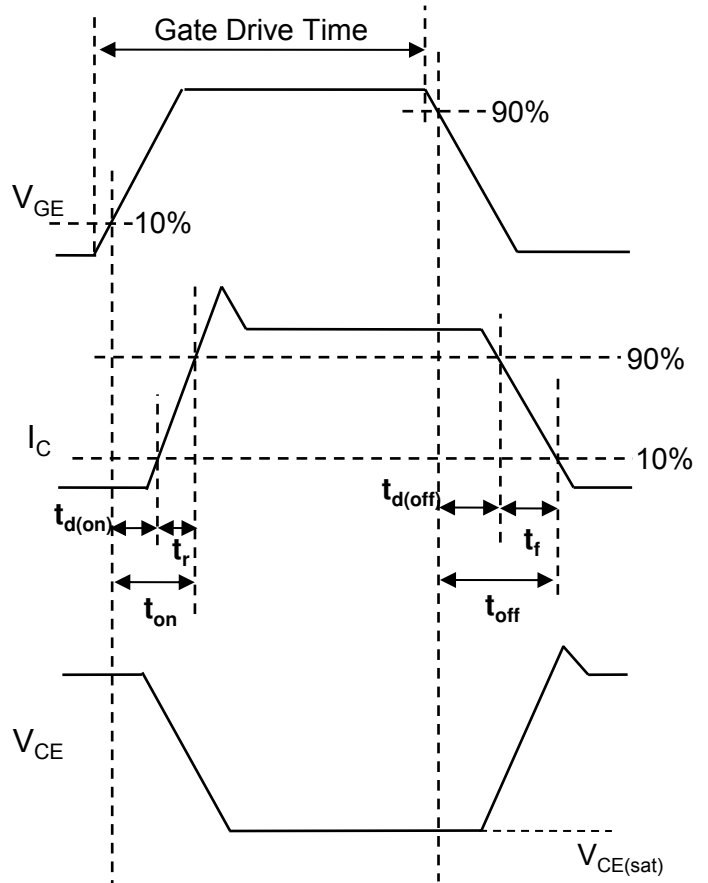 Gate Drive Time
90%
V_GE
10%
90%
I_C
10%
t_d(on)
t_d(off)
t_r
t_f
t_on
t_off
V_CE
V_CE(sat)